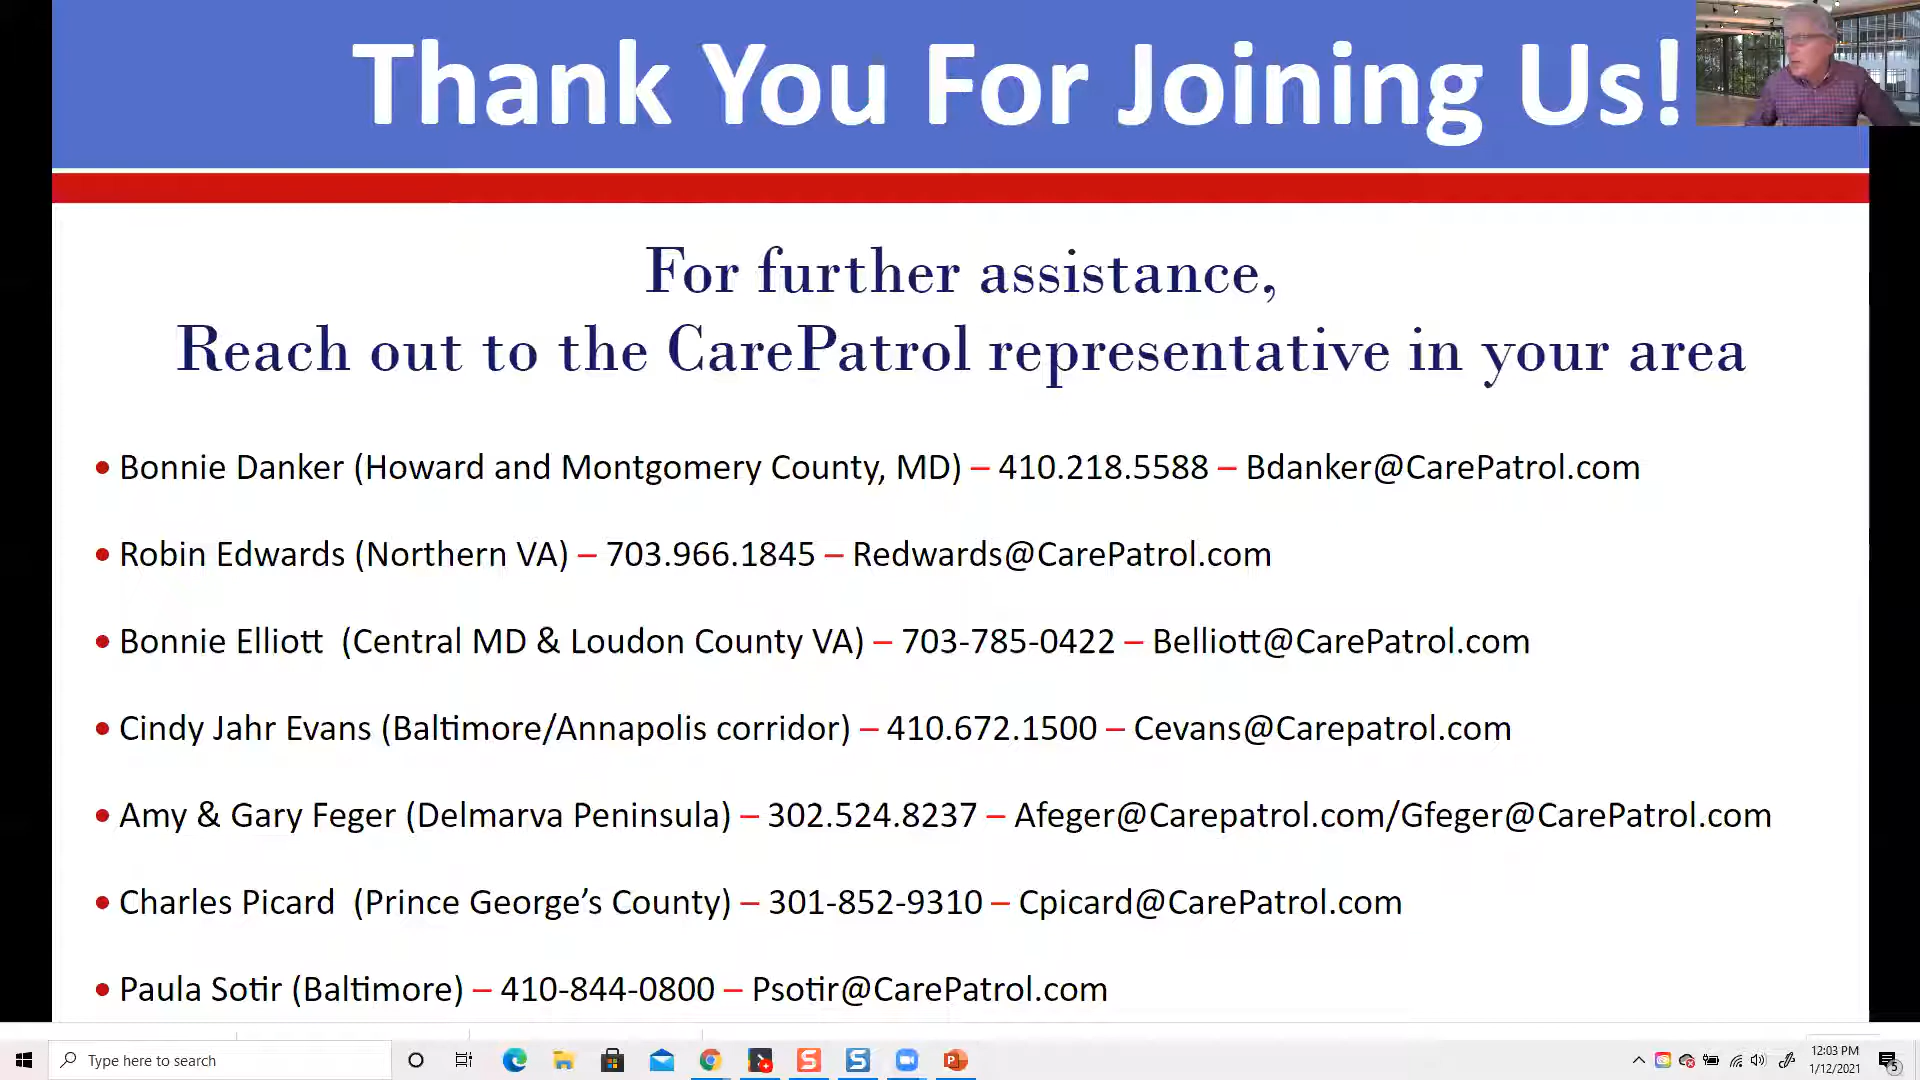 Thank You For Joining Us!
For further assistance,
Reach out to the CarePatrol representative in your area
• Bonnie Danker (Howard and Montgomery County, MD) – 410.218.5588 – Bdanker@CarePatrol.com
• Robin Edwards (Northern VA) – 703.966.1845 – Redwards@CarePatrol.com
• Bonnie Elliott (Central MD & Loudon County VA) – 703-785-0422 – Belliott@CarePatrol.com
• Cindy Jahr Evans (Baltimore/Annapolis corridor) – 410.672.1500 – Cevans@Carepatrol.com
• Amy & Gary Feger (Delmarva Peninsula) – 302.524.8237 – Afeger@Carepatrol.com/Gfeger@CarePatrol.com
• Charles Picard (Prince George’s County) – 301-852-9310 – Cpicard@CarePatrol.com
• Paula Sotir (Baltimore) – 410-844-0800 – Psotir@CarePatrol.com
Type here to search
12:03 PM
1/12/2021
5